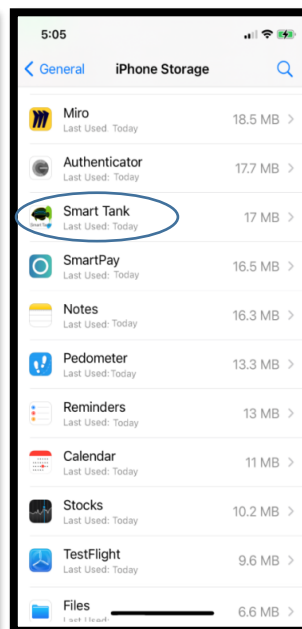 5:05
General iPhone Storage
Miro
Last Used: Today
18.5 MB
Authenticator
Last Used: Today
17.7 MB
Smart Tank
Last Used: Today
17 MB
SmartPay
Last Used: Today
16.5 MB
Notes
Last Used: Today
16.3 MB
Pedometer
Last Used: Today
13.3 MB
Reminders
Last Used: Today
13 MB
Calendar
Last Used: Today
11 MB
Stocks
Last Used: Today
10.2 MB
TestFlight
Last Used: Today
9.6 MB
Files
Last Used:
6.6 MB